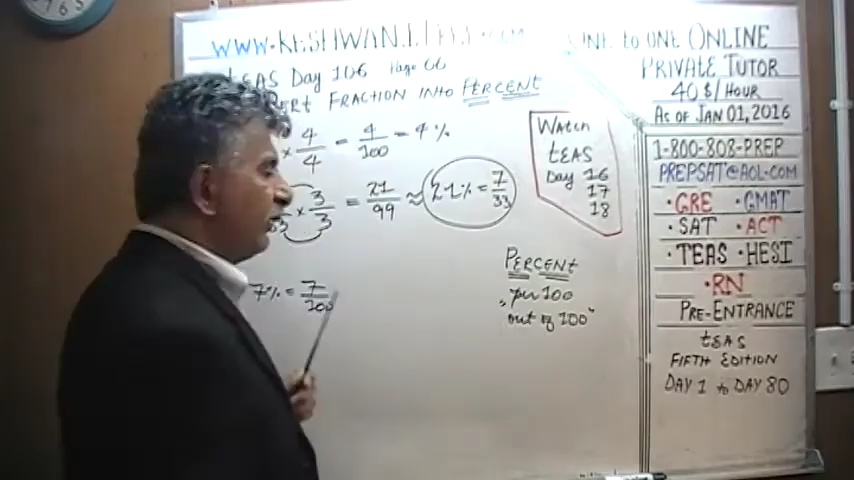 TEAS DAY 106 Page 66
FRACTION INTO PERCENT
× 4/4 = 4/100 = 4%
× 3/3 = 21/99 ≈ 21% = 7/33
7% = 7/100
WATCH
TEAS
DAY 16
17
18
PERCENT
"per 100
out of 100"
ONE to ONE ONLINE
PRIVATE TUTOR
40 $/HOUR
AS OF JAN 01, 2016
1-800-808-PREP
PREPSAT@AOL.COM
• GRE • GMAT
• SAT • ACT
• TEAS • HESI
• RN
PRE-ENTRANCE
TEAS
FIFTH EDITION
DAY 1 to DAY 80